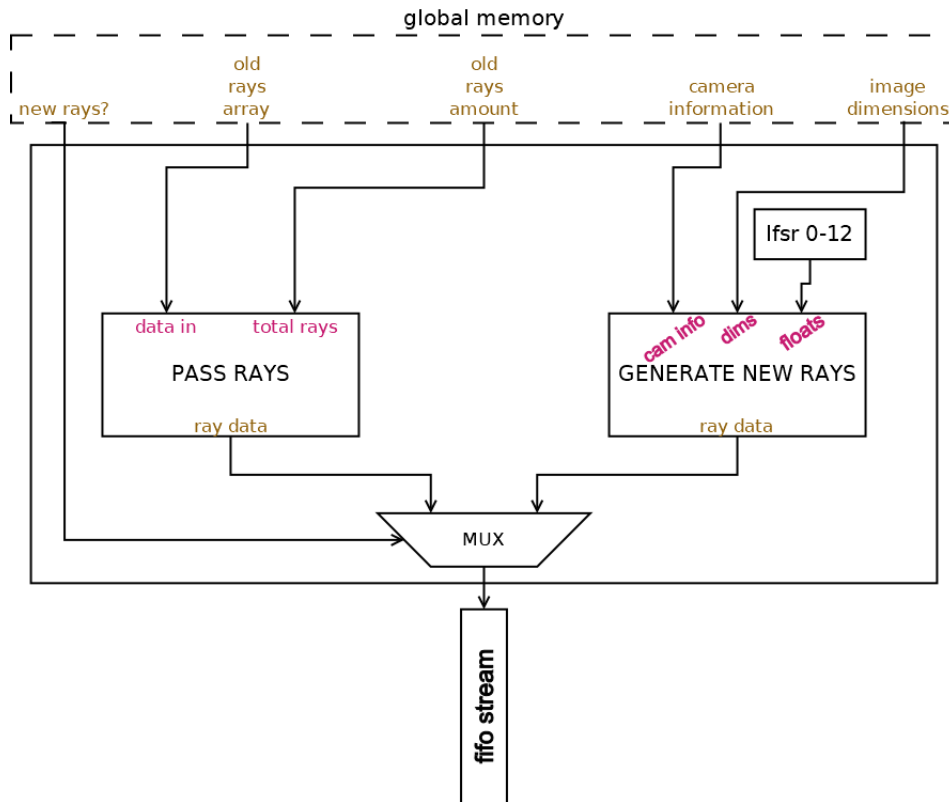 global memory
new rays?
old
rays
array
old
rays
amount
camera
information
image
dimensions
lfsr 0-12
data in
total rays
PASS RAYS
ray data
cam info
dims
floats
GENERATE NEW RAYS
ray data
MUX
fifo stream